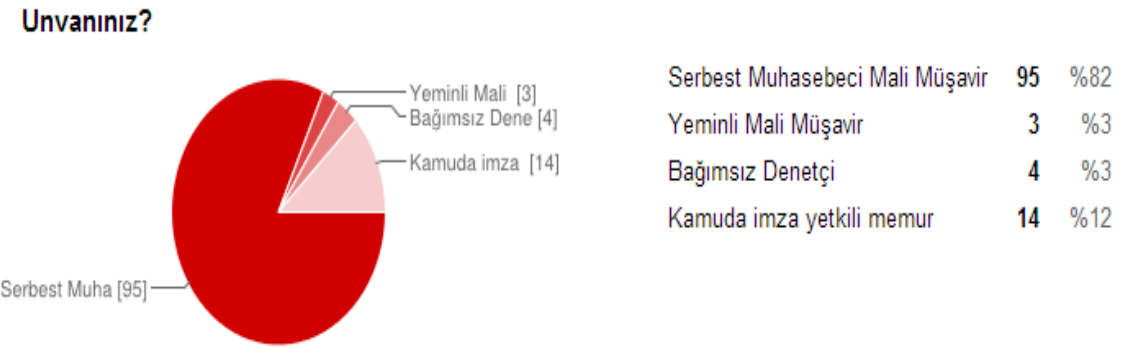 Unvanınız?
Yeminli Mali [3]
Bağımsız Dene [4]
Kamuda imza [14]
Serbest Muha [95]
Serbest Muhasebeci Mali Müşavir 95 %82
Yeminli Mali Müşavir 3 %3
Bağımsız Denetçi 4 %3
Kamuda imza yetkili memur 14 %12